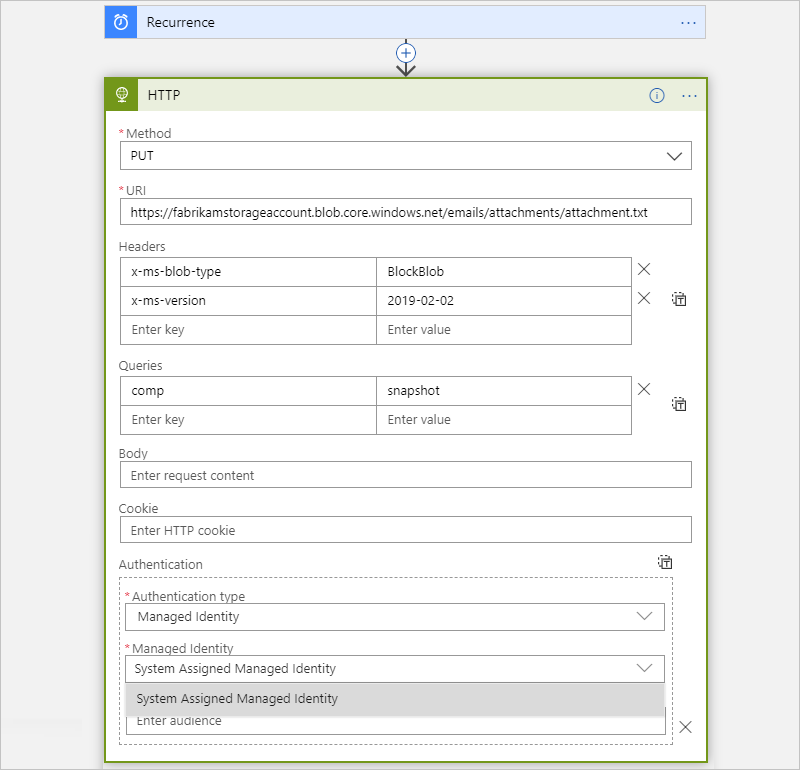 Recurrence
HTTP
* Method
PUT
* URI
https://fabrikamstorageaccount.blob.core.windows.net/emails/attachments/attachment.txt
Headers
x-ms-blob-type BlockBlob
x-ms-version 2019-02-02
Enter key Enter value
Queries
comp snapshot
Enter key Enter value
Body
Enter request content
Cookie
Enter HTTP cookie
Authentication
* Authentication type
Managed Identity
* Managed Identity
System Assigned Managed Identity
System Assigned Managed Identity
Enter audience